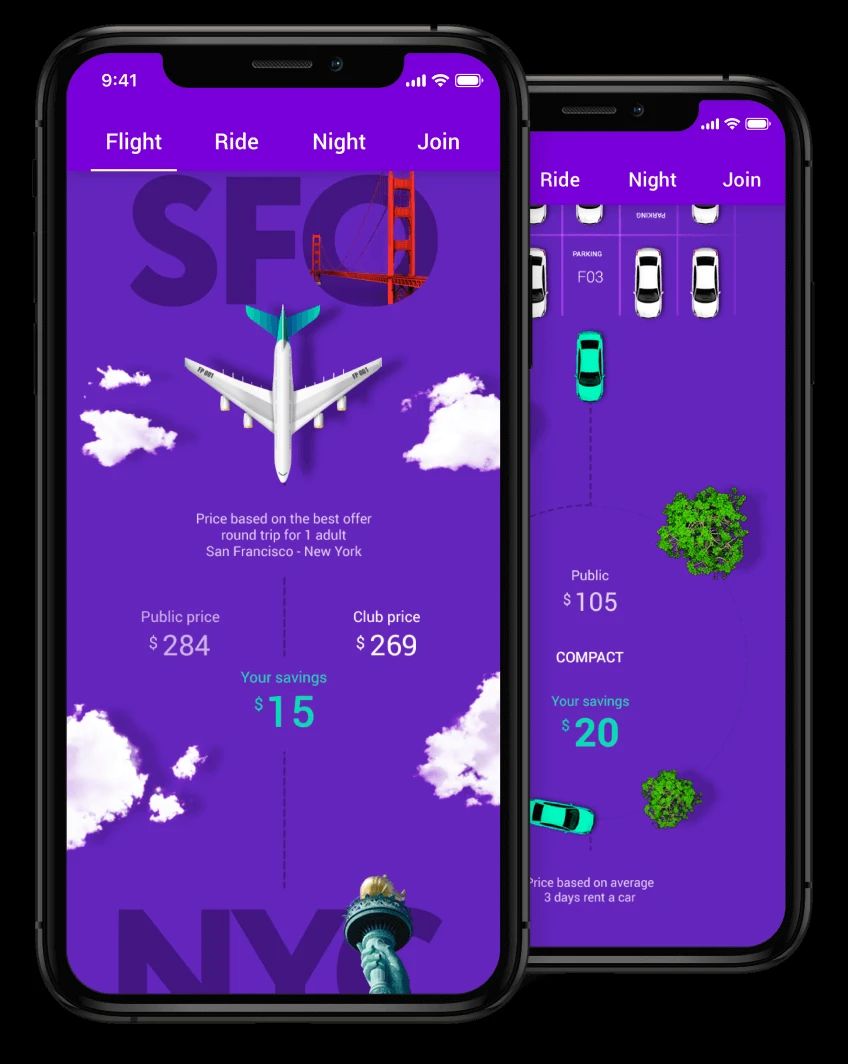 9:41
Flight Ride Night Join
SFO
FP 001 FP 001
Price based on the best offer
round trip for 1 adult
San Francisco - New York
Public price Club price
$284 $269
Your savings
$15
NYC
Ride Night Join
PARKING
PARKING
F03
Public
$105
COMPACT
Your savings
$20
Price based on average
3 days rent a car